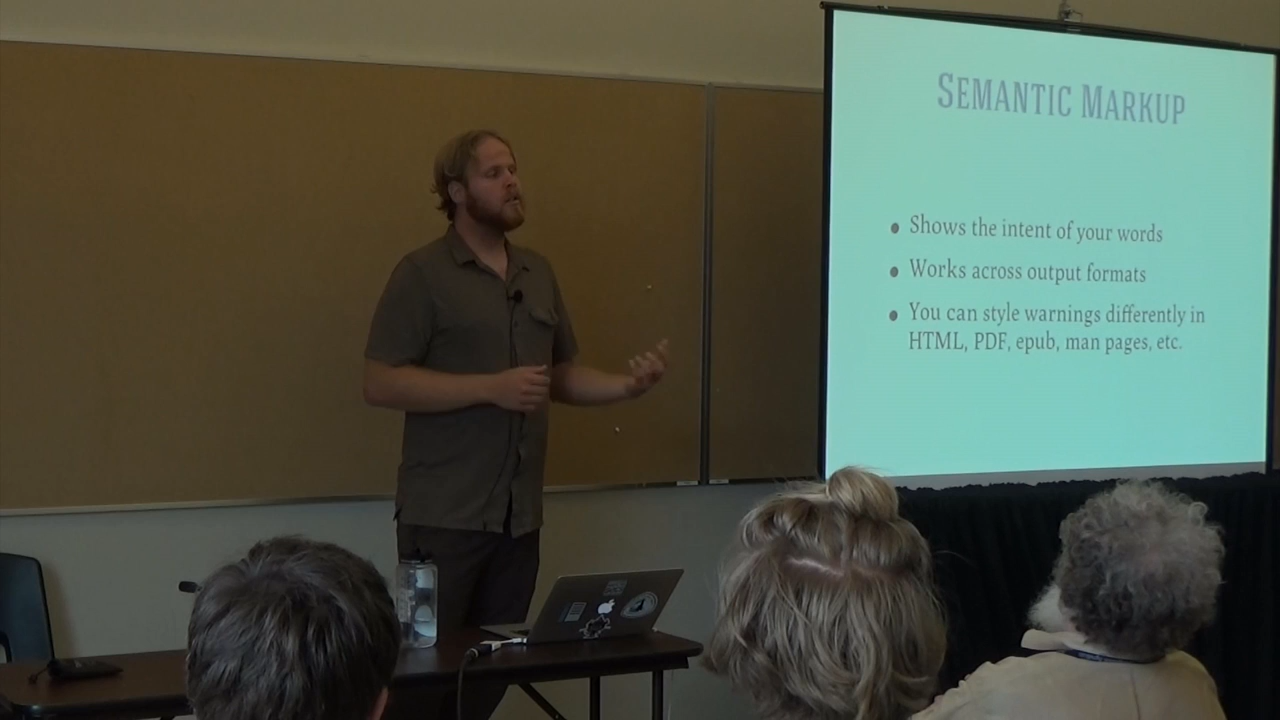 SEMANTIC MARKUP
• Shows the intent of your words
• Works across output formats
• You can style warnings differently in
HTML, PDF, epub, man pages, etc.